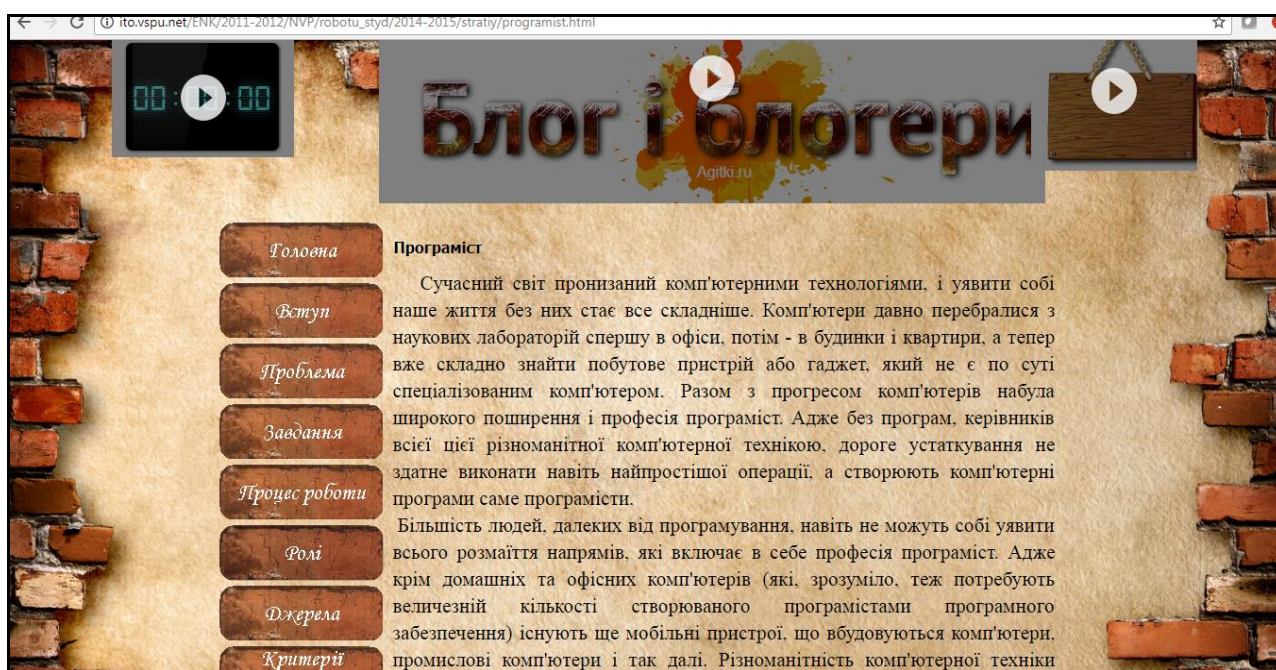 ito.vspu.net/ENK/2011-2012/NVP/robotu_styd/2014-2015/stratiy/programist.html
00:00:00
Блог і блогери
Agitki.ru
Головна
Вступ
Проблема
Завдання
Процес роботи
Ролі
Джерела
Критерії
Програміст
Сучасний світ пронизаний комп'ютерними технологіями, і уявити собі
наше життя без них стає все складніше. Комп'ютери давно перебралися з
наукових лабораторій спершу в офіси, потім - в будинки і квартири, а тепер
вже складно знайти побутове пристрій або гаджет, який не є по суті
спеціалізованим комп'ютером. Разом з прогресом комп'ютерів набула
широкого поширення і професія програміст. Адже без програм, керівників
всієї цієї різноманітної комп'ютерної технікою, дороге устаткування не
здатне виконати навіть найпростішої операції, а створюють комп'ютерні
програми саме програмісти.
Більшість людей, далеких від програмування, навіть не можуть собі уявити
всього розмаїття напрямів, які включає в себе професія програміст. Адже
крім домашніх та офісних комп'ютерів (які, зрозуміло, теж потребують
величезній кількості створюваного програмістами програмного
забезпечення) існують ще мобільні пристрої, що вбудовуються комп'ютери,
промислові комп'ютери і так далі. Різноманітність комп'ютерної техніки